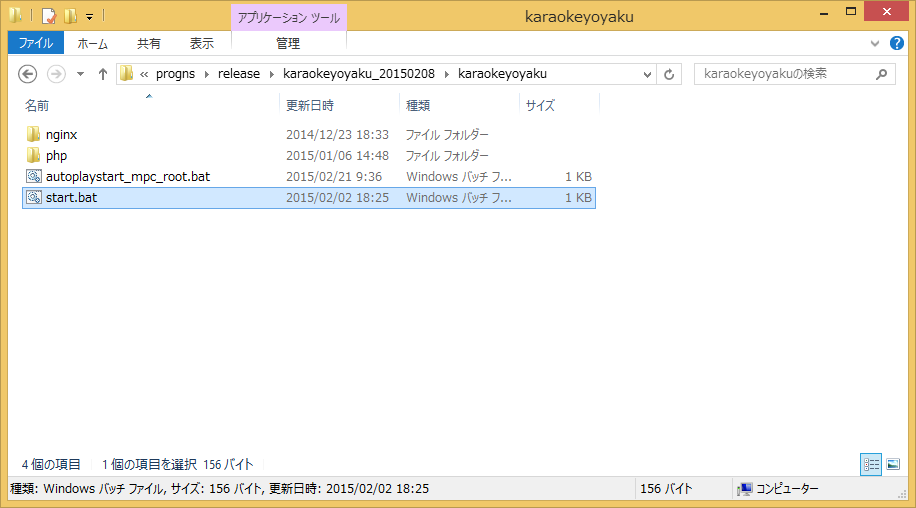 アプリケーション ツール
karaokeyoyaku
ファイル ホーム 共有 表示 管理
« progns release karaokeyoyaku_20150208 karaokeyoyaku karaokeyoyakuの検索
名前 更新日時 種類 サイズ
nginx 2014/12/23 18:33 ファイル フォルダー
php 2015/01/06 14:48 ファイル フォルダー
autoplaystart_mpc_root.bat 2015/02/21 9:36 Windows バッチ フ... 1 KB
start.bat 2015/02/02 18:25 Windows バッチ フ... 1 KB
4 個の項目 1 個の項目を選択 156 バイト
種類: Windows バッチ ファイル, サイズ: 156 バイト, 更新日時: 2015/02/02 18:25 156 バイト コンピューター